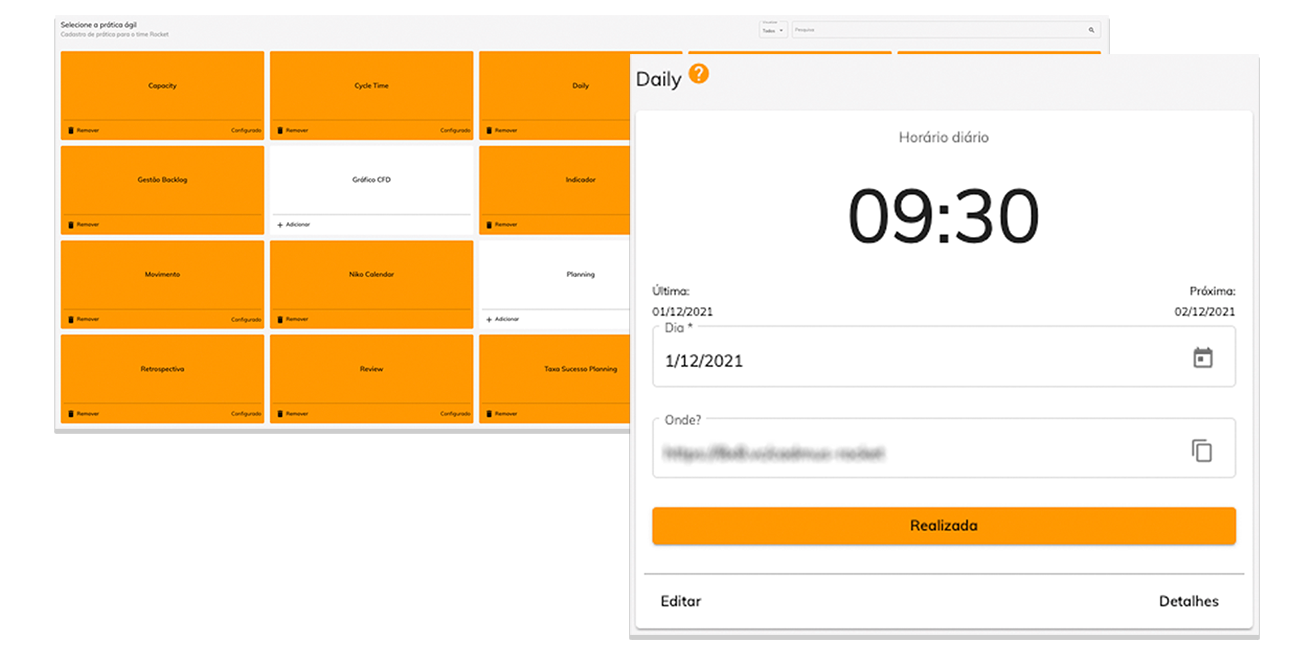 Selecione a prática ágil
Cadastro de prática para o time Rocket
Todos
Pesquisar
Capacity
Remover
Configurado
Cycle Time
Remover
Configurado
Daily
Remover
Gestão Backlog
Remover
Gráfico CFD
Adicionar
Indicador
Remover
Movimento
Remover
Configurado
Niko Calendar
Remover
Planning
Adicionar
Retrospectiva
Remover
Configurado
Review
Remover
Configurado
Taxa Sucesso Planning
Remover
Daily ?
Horário diário
09:30
Última:
Próxima:
01/12/2021
02/12/2021
Dia *
1/12/2021
Onde?
Realizada
Editar
Detalhes